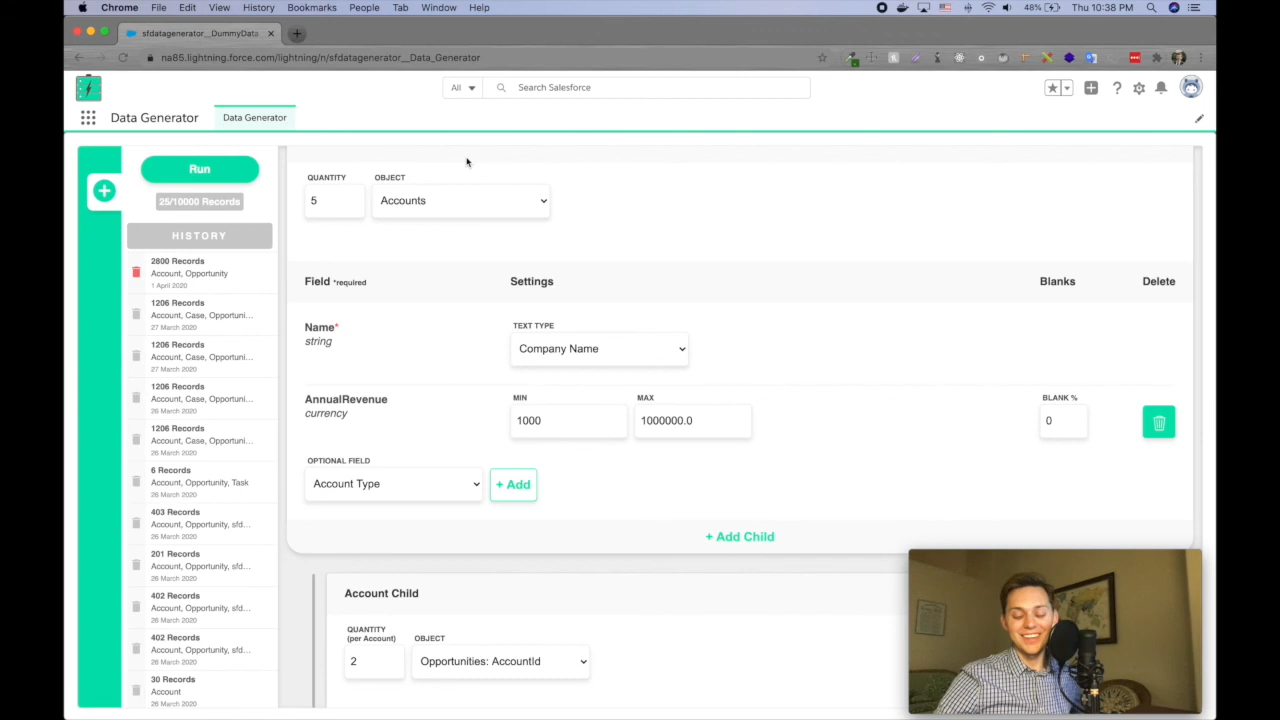 Chrome File Edit View History Bookmarks People Tab Window Help
48% Thu 10:38 PM
sfdatagenerator__DummyData
na85.lightning.force.com/lightning/n/sfdatagenerator__Data_Generator
All Search Salesforce
Data Generator Data Generator
Run
25/10000 Records
HISTORY
2800 Records
Account, Opportunity
1 April 2020
1206 Records
Account, Case, Opportuni...
27 March 2020
1206 Records
Account, Case, Opportuni...
27 March 2020
1206 Records
Account, Case, Opportuni...
26 March 2020
1206 Records
Account, Case, Opportuni...
26 March 2020
6 Records
Account, Opportunity, Task
26 March 2020
403 Records
Account, Opportunity, sfd...
26 March 2020
201 Records
Account, Opportunity, sfd...
26 March 2020
402 Records
Account, Opportunity, sfd...
26 March 2020
402 Records
Account, Opportunity, sfd...
26 March 2020
30 Records
Account
26 March 2020
QUANTITY OBJECT
5 Accounts
Field *required Settings Blanks Delete
Name* TEXT TYPE
string Company Name
AnnualRevenue MIN MAX BLANK %
currency 1000 1000000.0 0
OPTIONAL FIELD
Account Type + Add
+ Add Child
Account Child
QUANTITY
(per Account) OBJECT
2 Opportunities: AccountId